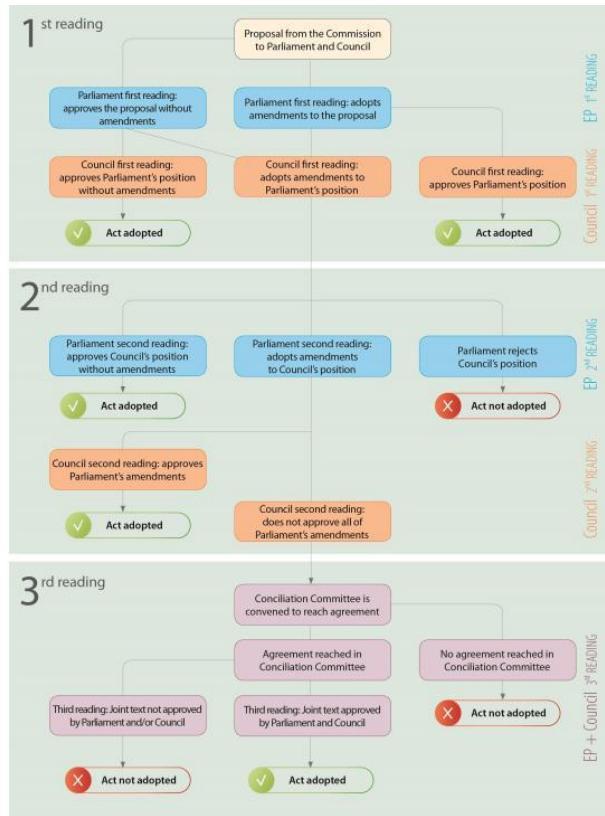 1st reading
Proposal from the Commission
to Parliament and Council
Parliament first reading:
approves the proposal without
amendments
Parliament first reading: adopts
amendments to the proposal
EP 1st READING
Council first reading:
approves Parliament's position
without amendments
Council first reading:
adopts amendments to
Parliament's position
Council first reading:
approves Parliament's position
Council 1st READING
Act adopted
Act adopted
2nd reading
Parliament second reading:
approves Council's position
without amendments
Parliament second reading:
adopts amendments
to Council's position
Parliament rejects
Council's position
EP 2nd READING
Act adopted
Act not adopted
Council second reading: approves
Parliament's amendments
Council 2nd READING
Act adopted
Council second reading:
does not approve all of
Parliament's amendments
3rd reading
Conciliation Committee is
convened to reach agreement
Agreement reached in
Conciliation Committee
No agreement reached in
Conciliation Committee
EP + Council 3rd READING
Third reading: Joint text not approved
by Parliament and/or Council
Third reading: Joint text approved
by Parliament and Council
Act not adopted
Act not adopted
Act adopted